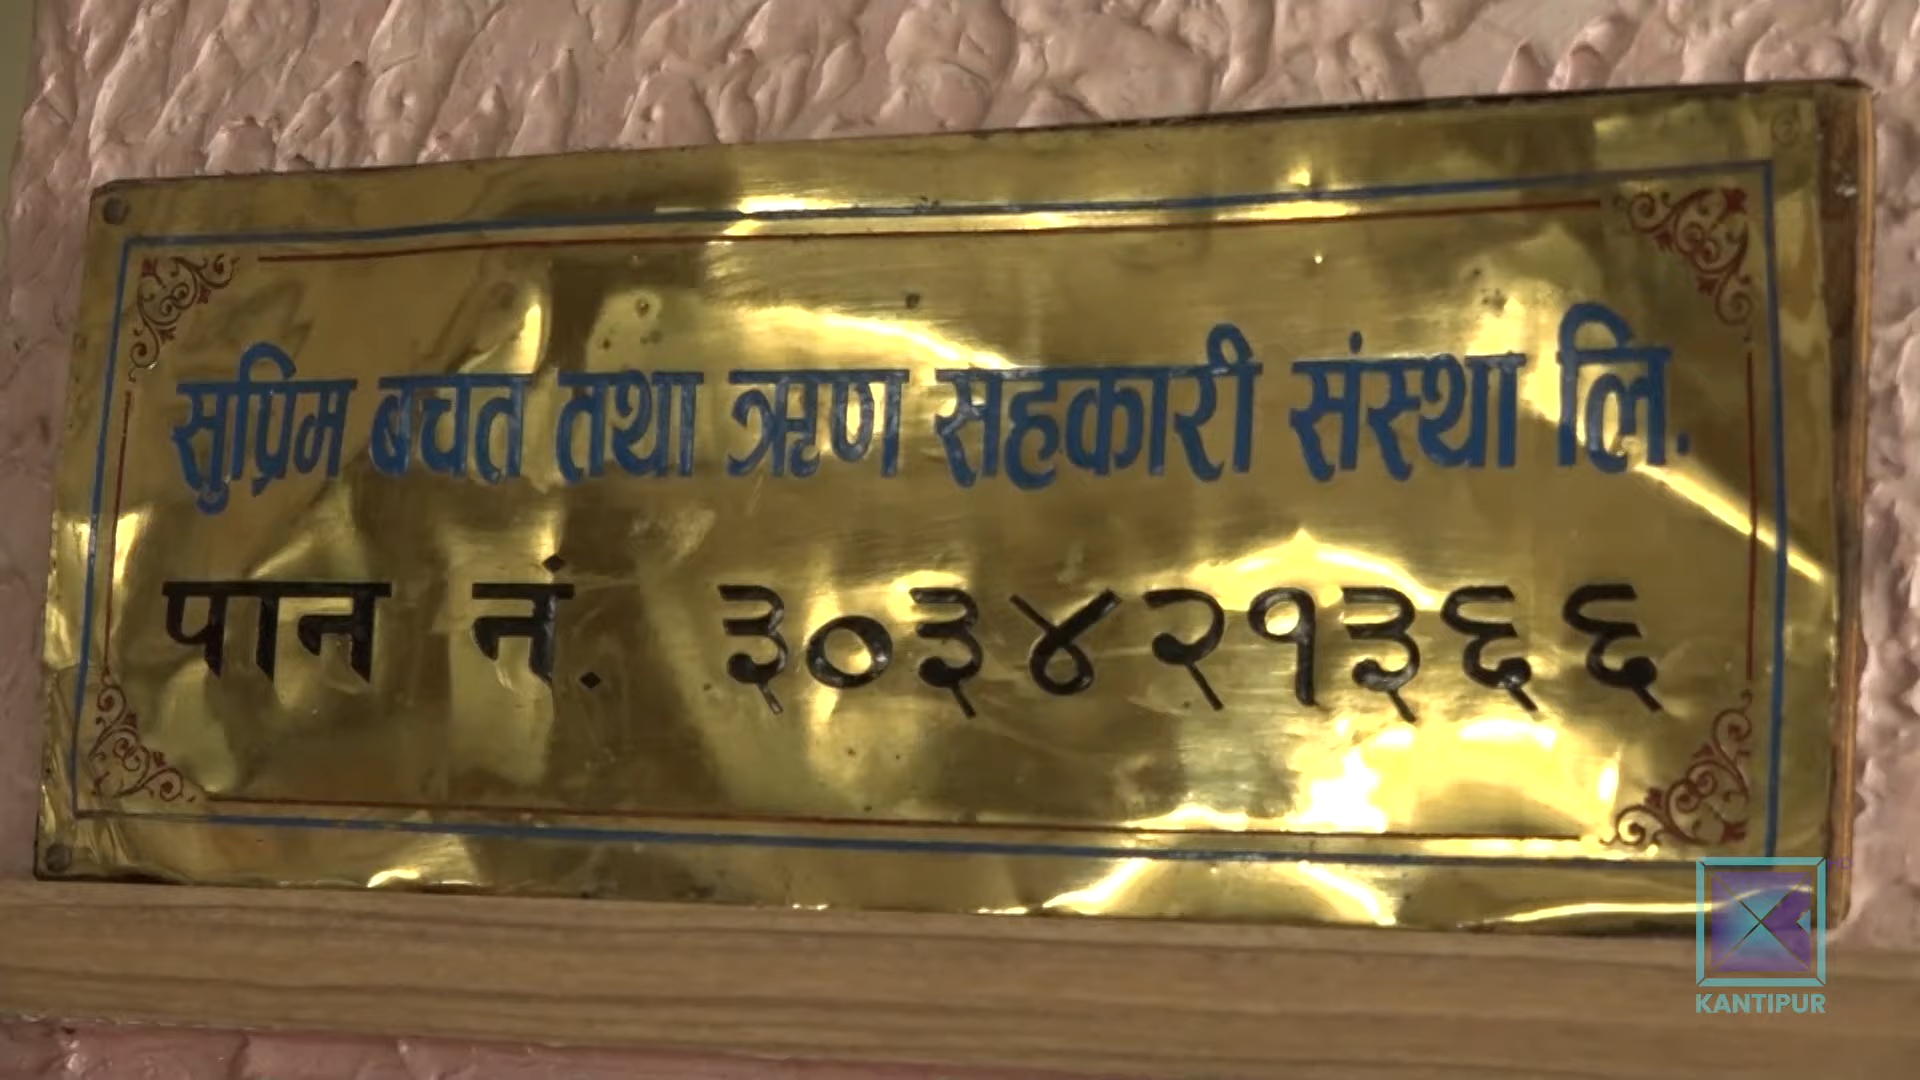 सुप्रिम बचत तथा ऋण सहकारी संस्था लि.
पान नं. ३०३४२१३६६
KANTIPUR